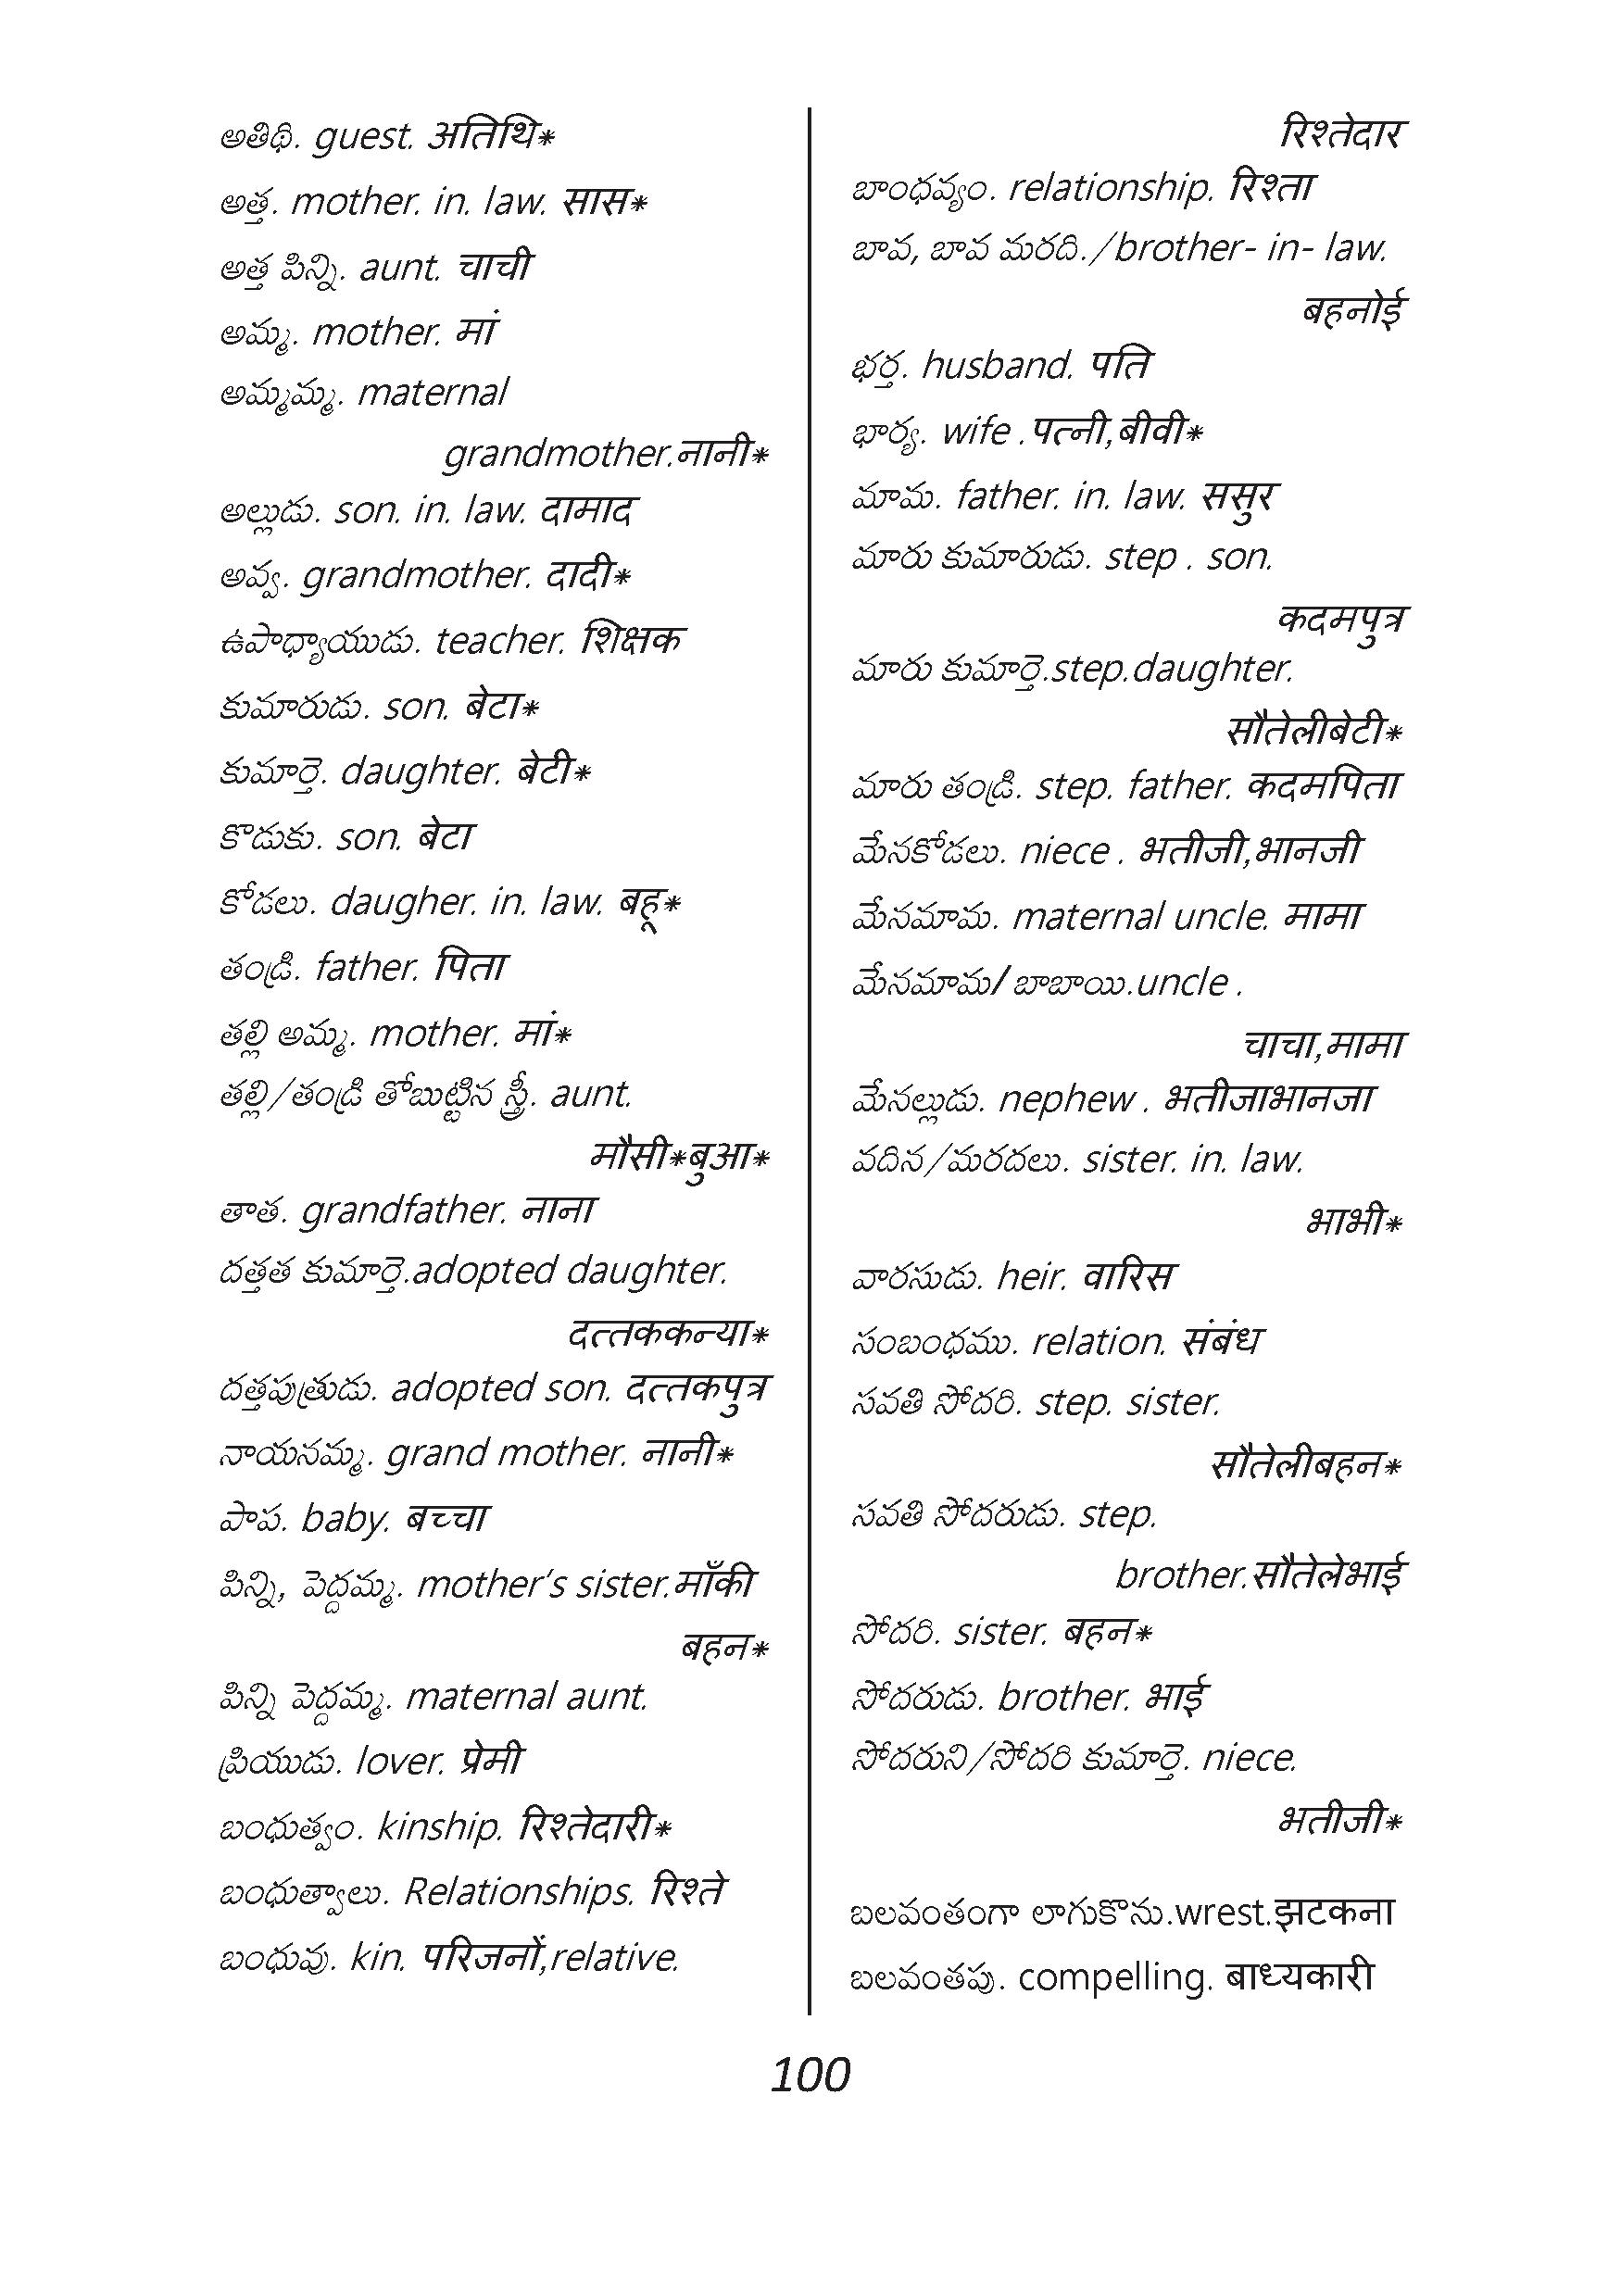 అతిథి. guest. अतिथि*
అత్త. mother. in. law. सास*
అత్త పిన్ని. aunt. चाची
అమ్మ. mother. मां
అమ్మమ్మ. maternal
grandmother.नानी*
అల్లుడు. son. in. law. दामाद
అవ్వ. grandmother. दादी*
ఉపాధ్యాయుడు. teacher. शिक्षक
కుమారుడు. son. बेटा*
కుమార్తె. daughter. बेटी*
కొడుకు. son. बेटा
కోడలు. daugher. in. law. बहू*
తండ్రి. father. पिता
తల్లి అమ్మ. mother. मां*
తల్లి/తండ్రి తోబుట్టిన స్త్రీ. aunt.
मौसी*बुआ*
తాత. grandfather. नाना
దత్తత కుమార్తె.adopted daughter.
दत्तककन्या*
దత్తపుత్రుడు. adopted son. दत्तकपुत्र
నాయనమ్మ. grand mother. नानी*
పాప. baby. बच्चा
పిన్ని, పెద్దమ్మ. mother's sister.माँकी
बहन*
పిన్ని పెద్దమ్మ. maternal aunt.
ప్రియుడు. lover. प्रेमी
బంధుత్వం. kinship. रिश्तेदारी*
బంధుత్వాలు. Relationships. रिश्ते
బంధువు. kin. परिजनों,relative.
रिश्तेदार
బాంధవ్యం. relationship. रिश्ता
బావ, బావ మరది./brother- in- law.
बहनोई
భర్త. husband. पति
భార్య. wife .पत्नी,बीवी*
మామ. father. in. law. ससुर
మారు కుమారుడు. step . son.
कदमपुत्र
మారు కుమార్తె.step.daughter.
सौतेलीबेटी*
మారు తండ్రి. step. father. कदमपिता
మేనకోడలు. niece . भतीजी,भानजी
మేనమామ. maternal uncle. मामा
మేనమామ/ బాబాయి.uncle .
चाचा,मामा
మేనల్లుడు. nephew . भतीजाभानजा
వదిన/మరదలు. sister. in. law.
भाभी*
వారసుడు. heir. वारिस
సంబంధము. relation. संबंध
సవతి సోదరి. step. sister.
सौतेलीबहन*
సవతి సోదరుడు. step.
brother.सौतेलेभाई
సోదరి. sister. बहन*
సోదరుడు. brother. भाई
సోదరుని/సోదరి కుమార్తె. niece.
भतीजी*
బలవంతంగా లాగుకొను.wrest.झटकना
బలవంతపు. compelling. बाध्यकारी
100